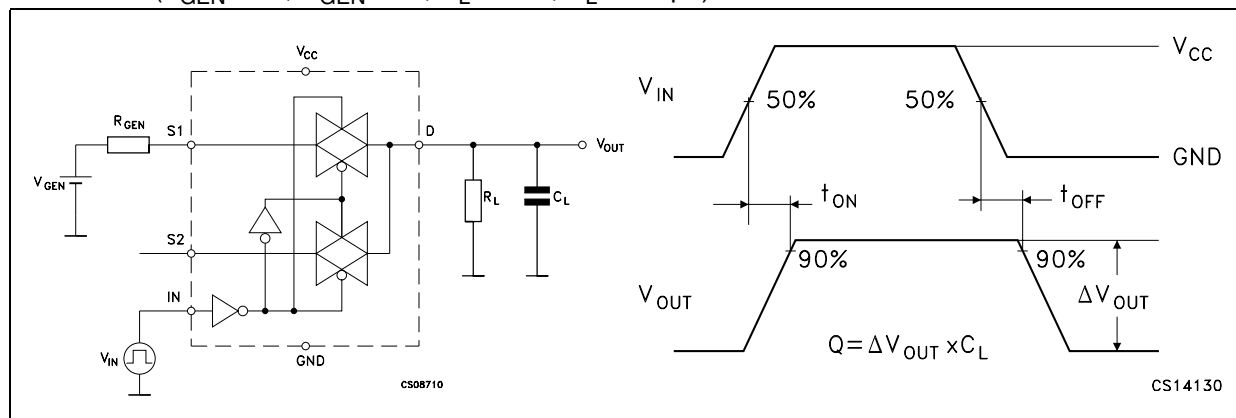 V_CC
R_GEN
S1
D
V_OUT
V_GEN
R_L
C_L
S2
IN
V_IN
GND
CS08710
V_CC
V_IN
50%
50%
GND
t_ON
t_OFF
90%
90%
V_OUT
ΔV_OUT
Q=ΔV_OUT xC_L
CS14130